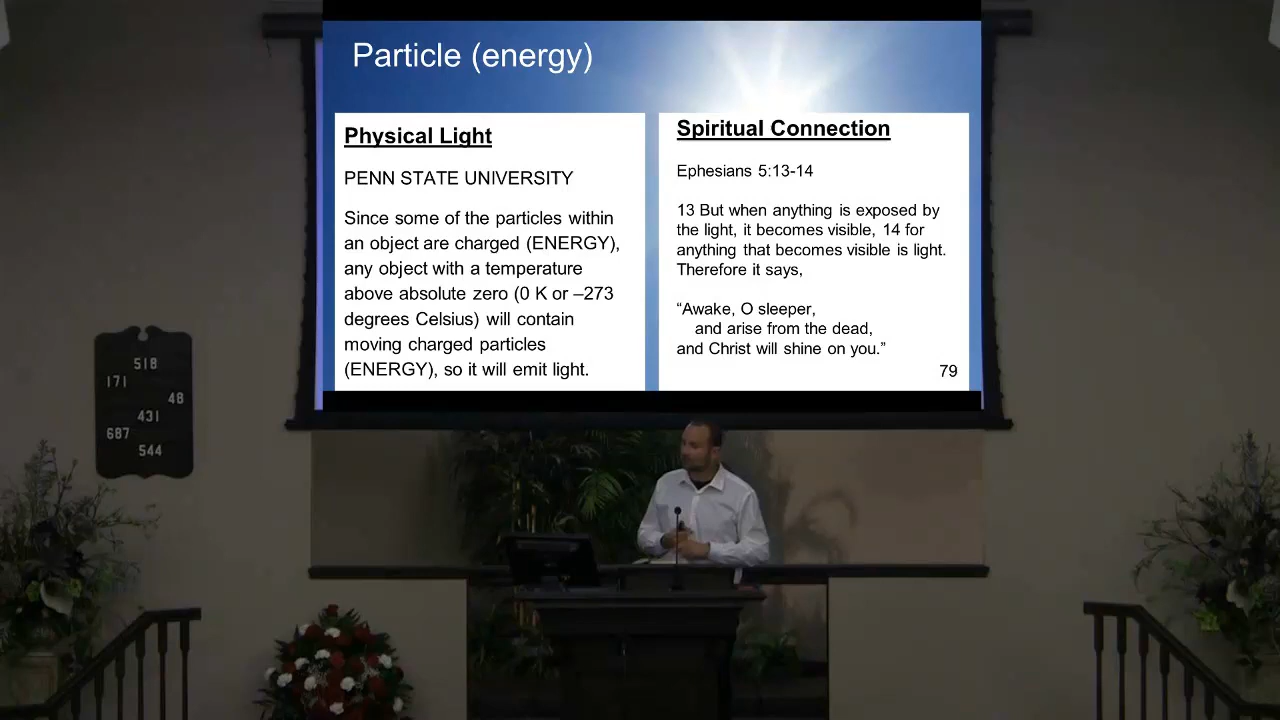 Particle (energy)
Physical Light
PENN STATE UNIVERSITY
Since some of the particles within
an object are charged (ENERGY),
any object with a temperature
above absolute zero (0 K or –273
degrees Celsius) will contain
moving charged particles
(ENERGY), so it will emit light.
Spiritual Connection
Ephesians 5:13-14
13 But when anything is exposed by
the light, it becomes visible, 14 for
anything that becomes visible is light.
Therefore it says,
“Awake, O sleeper,
and arise from the dead,
and Christ will shine on you.”
79
518
171
48
431
687
544